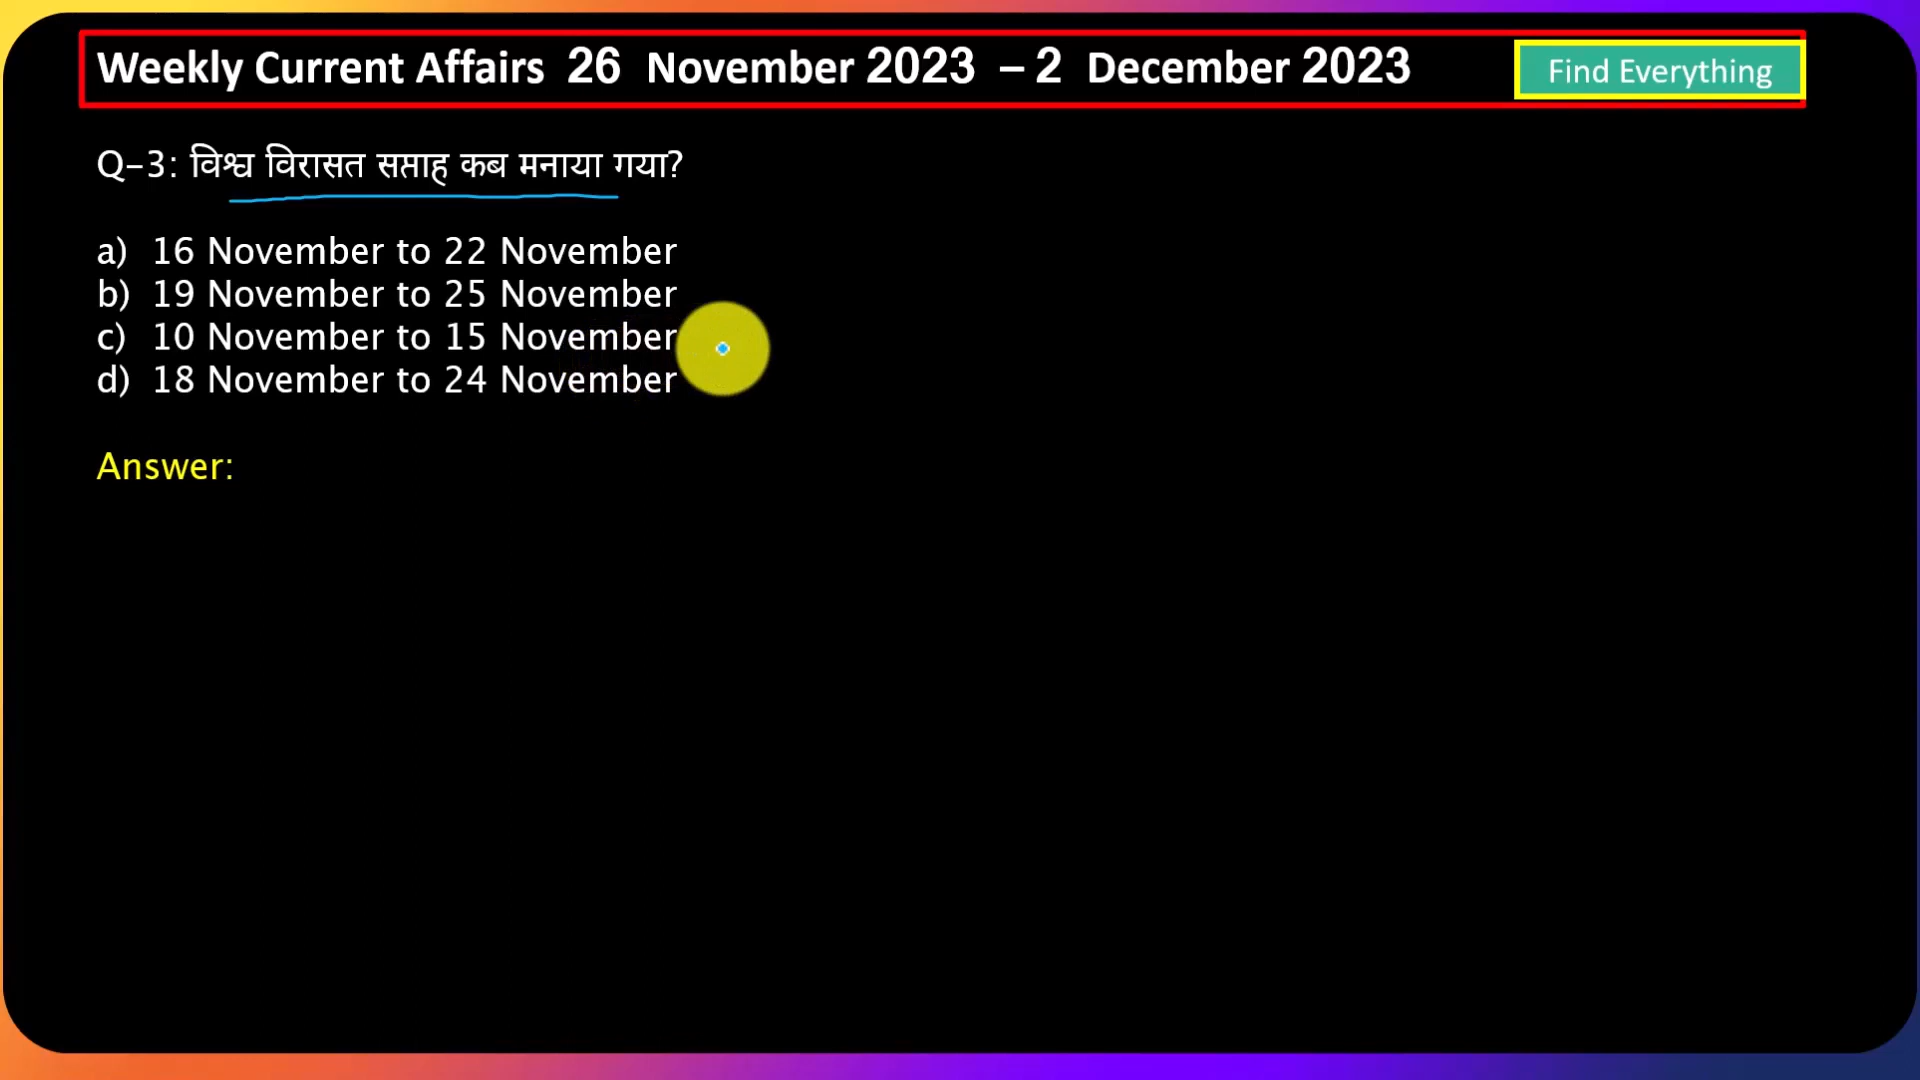 Weekly Current Affairs 26 November 2023 – 2 December 2023
Find Everything
Q-3: विश्व विरासत सप्ताह कब मनाया गया?
a) 16 November to 22 November
b) 19 November to 25 November
c) 10 November to 15 November
d) 18 November to 24 November
Answer: